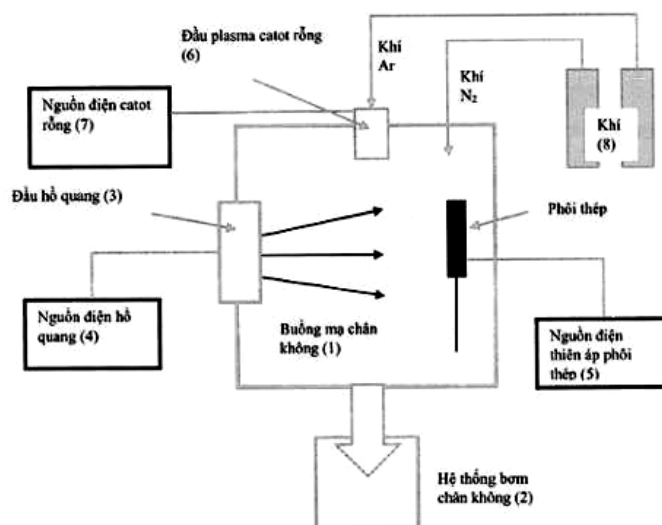 Đầu plasma catot rỗng
(6)
Khí
Ar
Khí
N₂
Nguồn điện catot
rỗng (7)
Khí
(8)
Đầu hồ quang (3)
Phôi thép
Nguồn điện hồ
quang (4)
Buồng mạ chân
không (1)
Nguồn điện
thiên áp phôi
thép (5)
Hệ thống bơm
chân không (2)